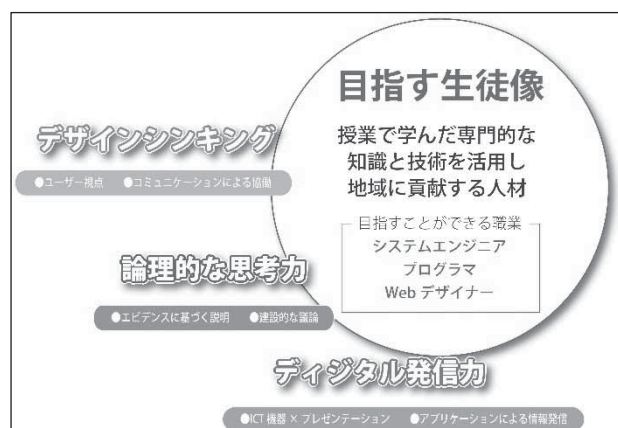 目指す生徒像
授業で学んだ専門的な
知識と技術を活用し
地域に貢献する人材
目指すことができる職業
システムエンジニア
プログラマ
Web デザイナー
デザインシンキング
●ユーザー視点 ●コミュニケーションによる協働
論理的な思考力
●エビデンスに基づく説明 ●建設的な議論
ディジタル発信力
●ICT 機器 × プレゼンテーション ●アプリケーションによる情報発信